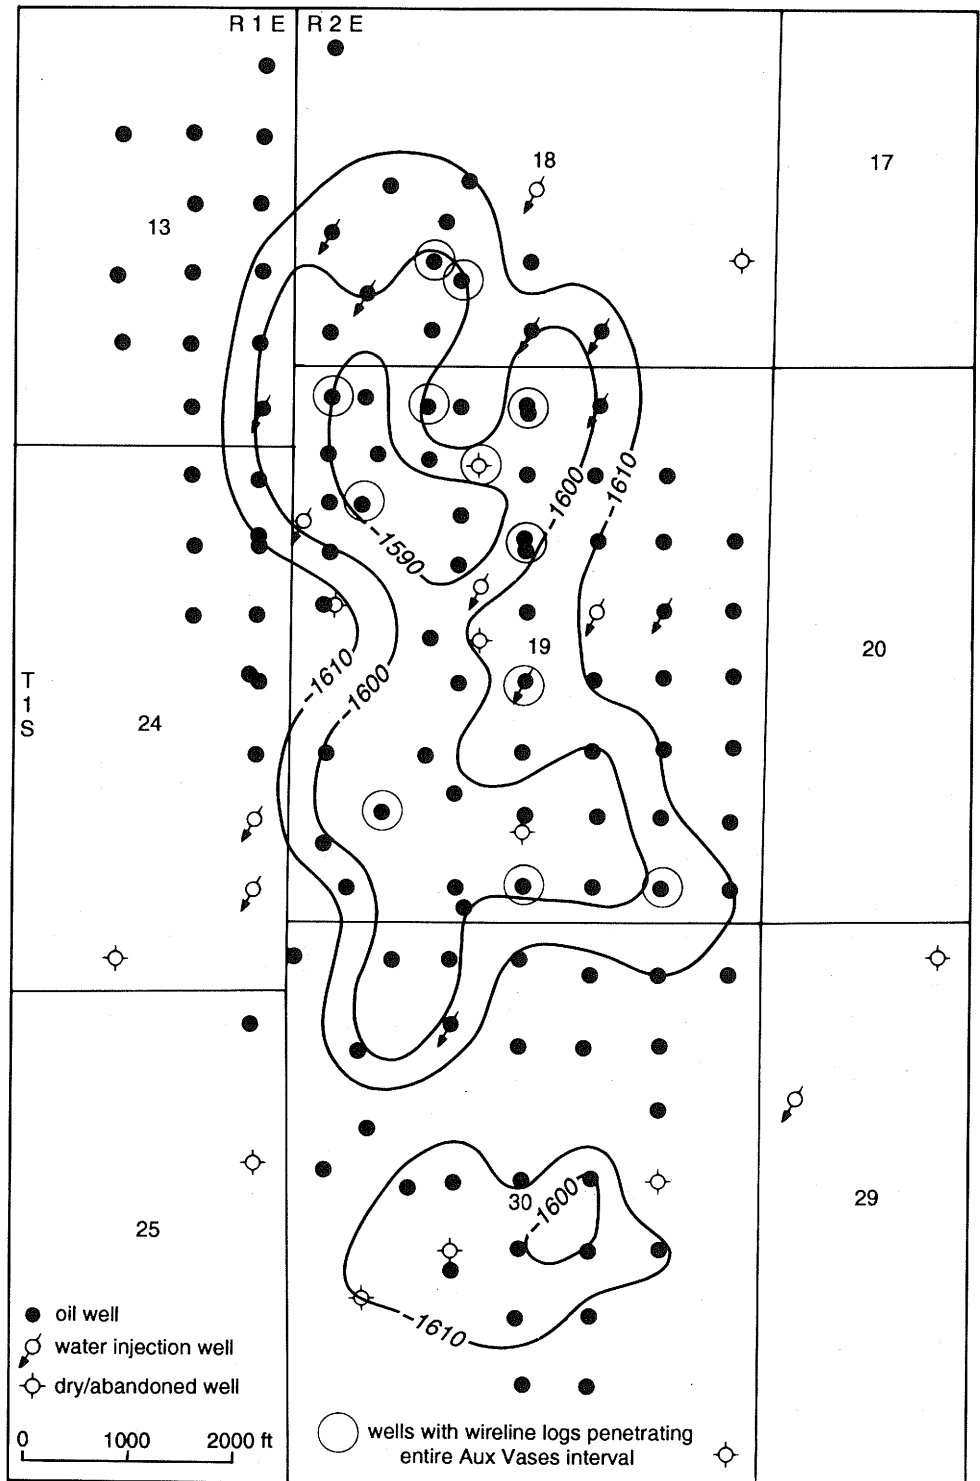 R 1 E R 2 E
18
17
13
-1600
-1610
-1590
19
20
T
1
S
-1610
-1600
24
30
-1600
29
25
-1610
oil well
water injection well
dry/abandoned well
0 1000 2000 ft
wells with wireline logs penetrating
entire Aux Vases interval